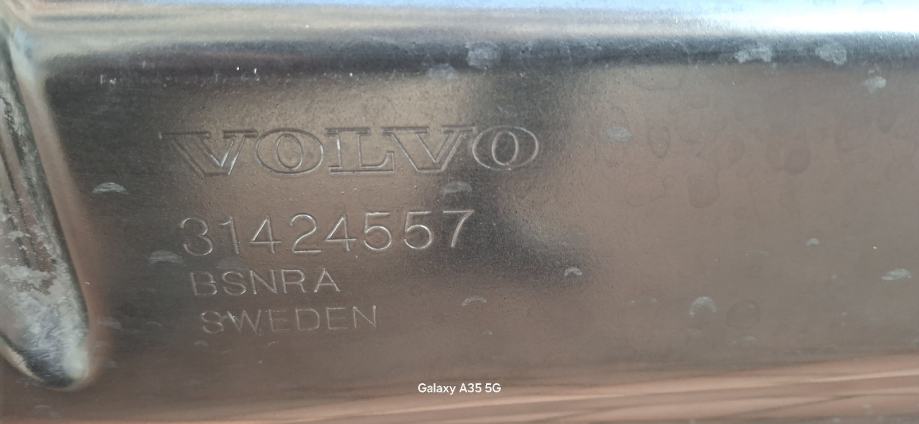 VOLVO
31424557
BSNRA
SWEDEN
Galaxy A35 5G